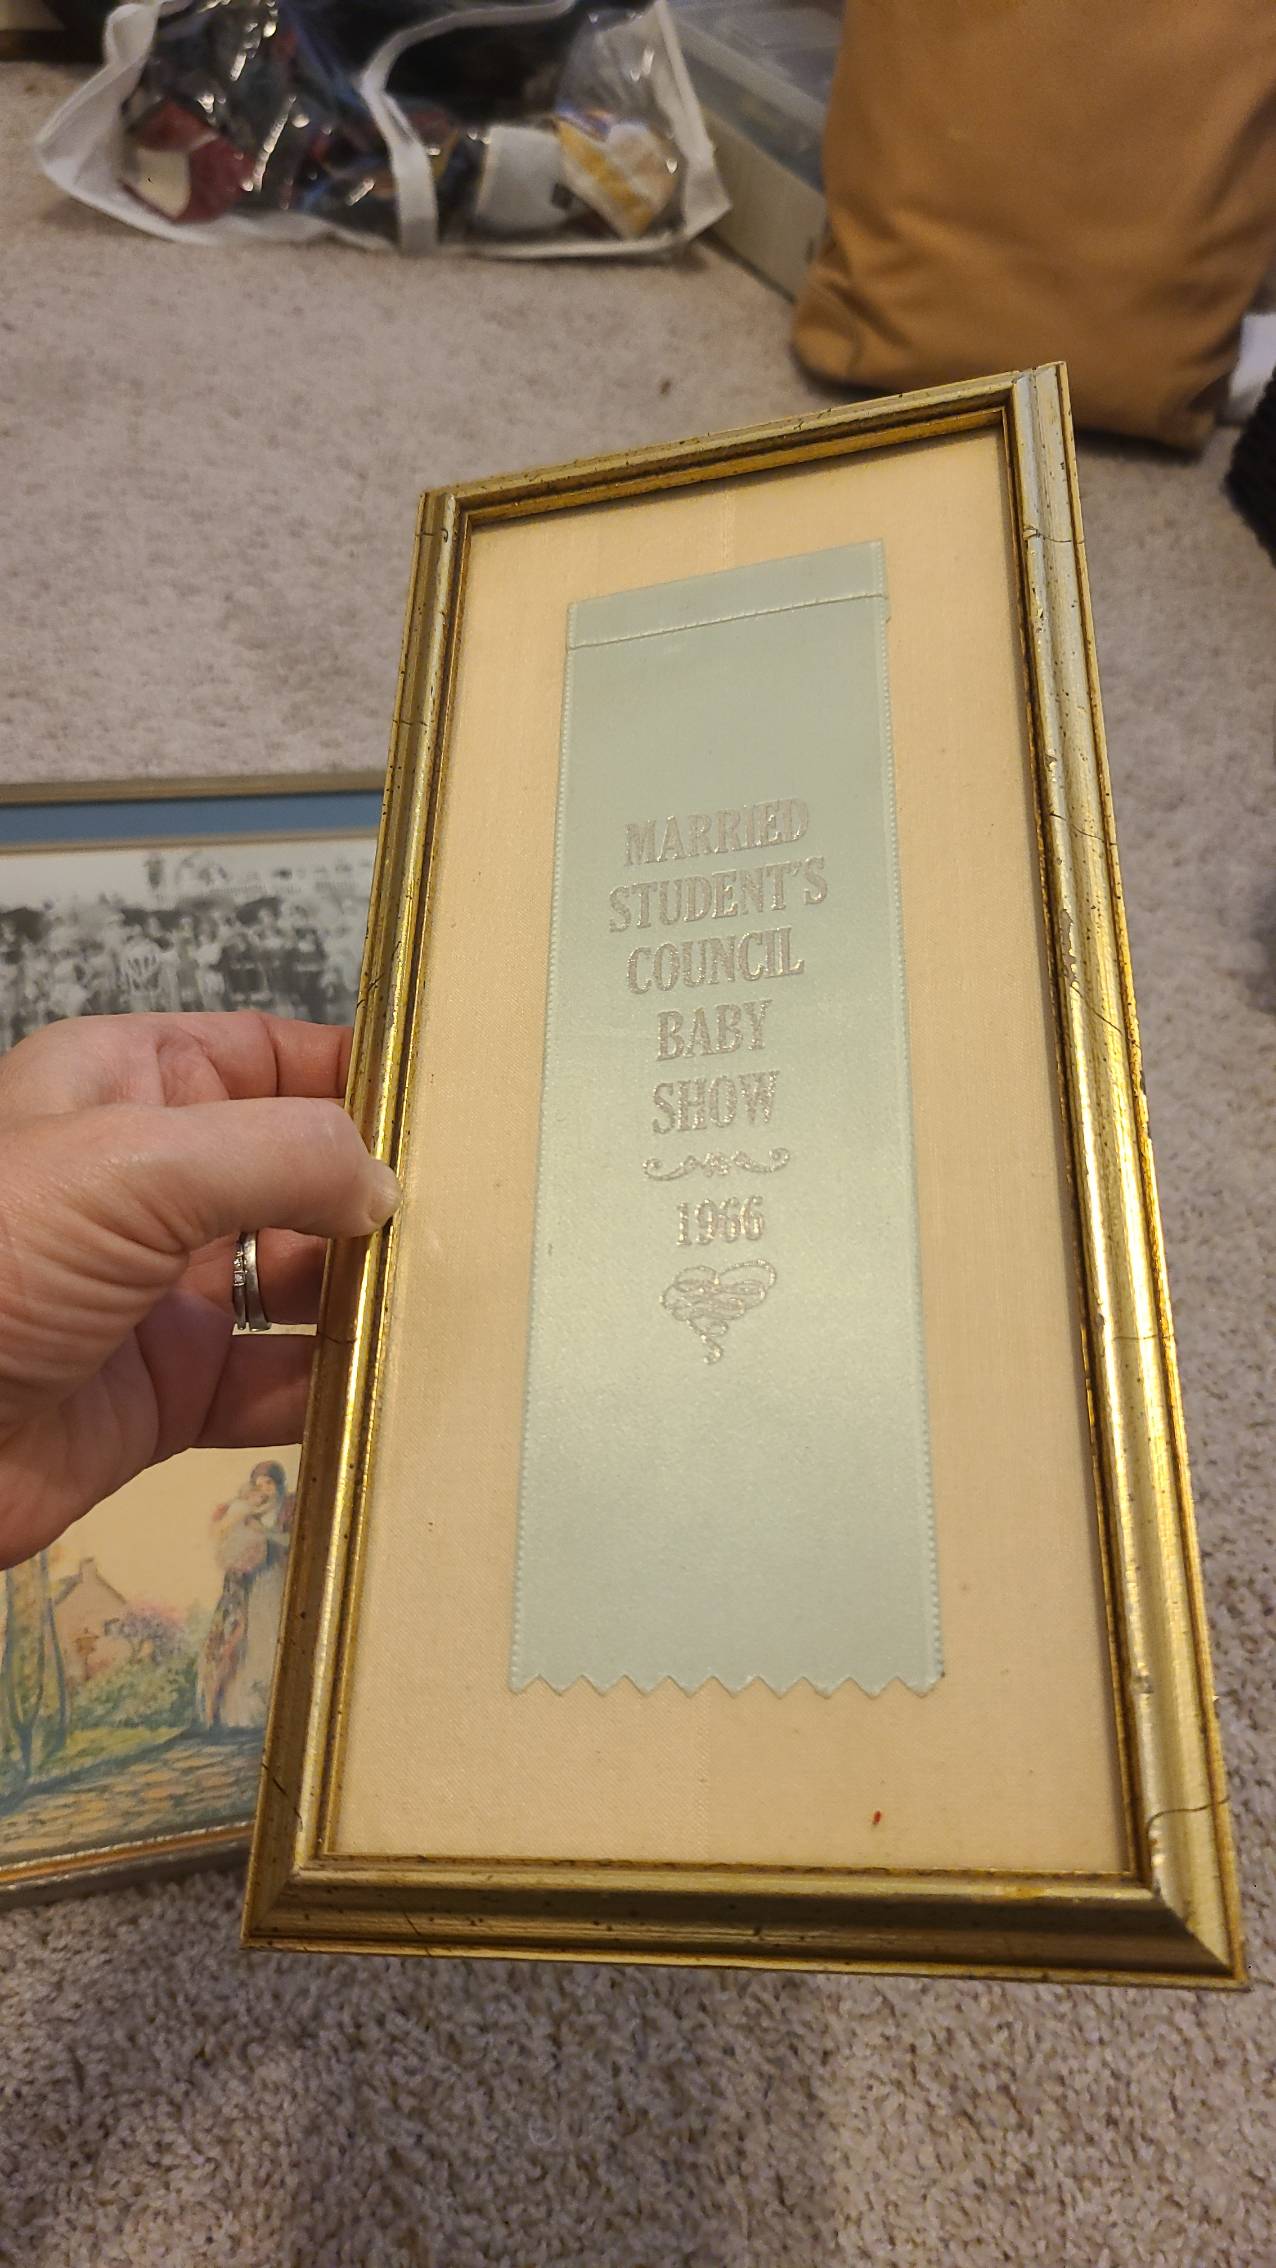 MARRIED
STUDENT'S
COUNCIL
BABY
SHOW
1966